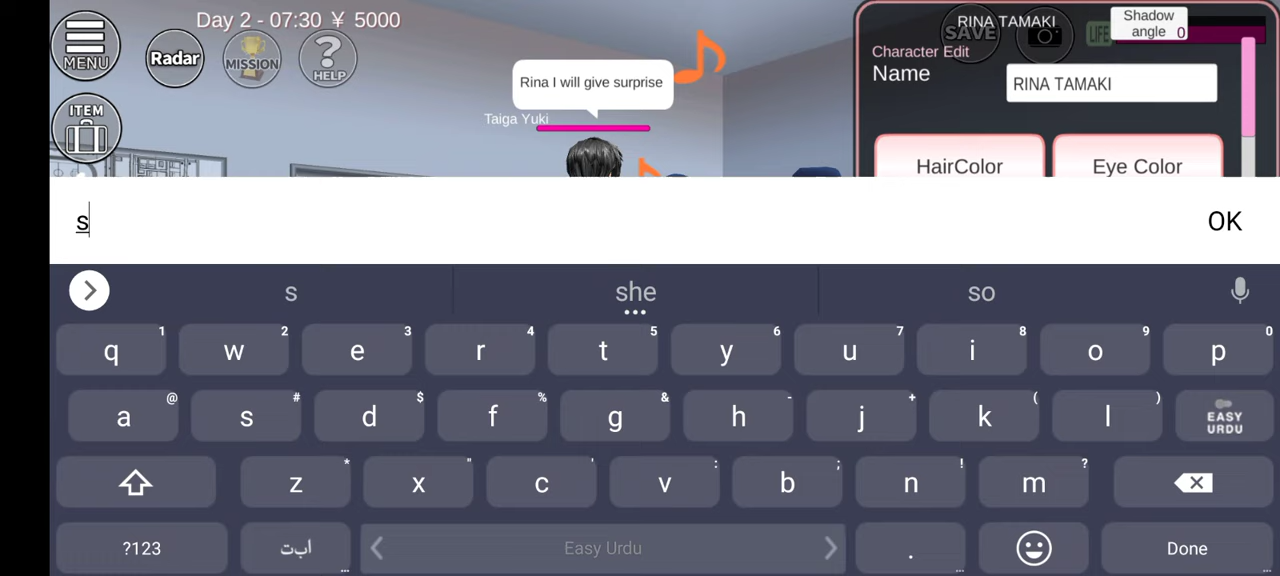 Day 2 - 07:30 ¥ 5000
MENU
Radar
MISSION
?
HELP
ITEM
Rina I will give surprise
Taiga Yuki
RINA TAMAKI
SAVE
LIFE
Shadow
angle 0
Character Edit
Name
RINA TAMAKI
HairColor
Eye Color
s
OK
s
she
so
q 1 w 2 e 3 r 4 t 5 y 6 u 7 i 8 o 9 p 0
a @ s # d $ f % g & h - j + k ( l )
EASY
URDU
z * x " c ' v : b ; n ! m ?
?123
ابت
Easy Urdu
.
Done